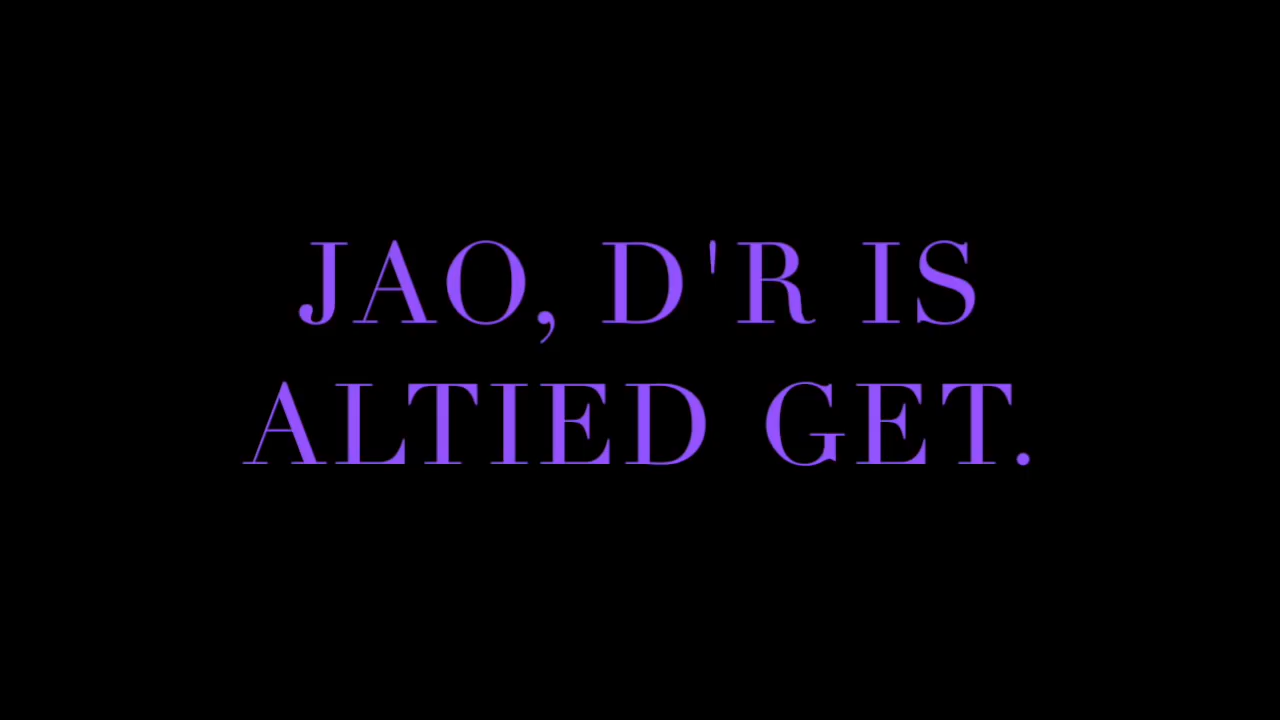 JAO, D'R IS
ALTIED GET.